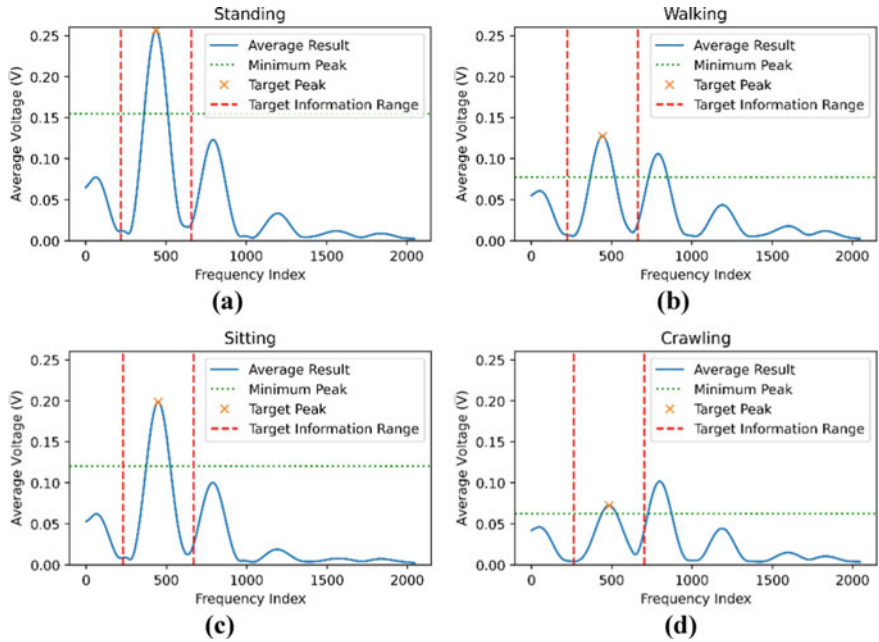 Standing
Average Voltage (V)
0.25
0.20
0.15
0.10
0.05
0.00
Average Result
Minimum Peak
Target Peak
Target Information Range
0 500 1000 1500 2000
Frequency Index
(a)
Walking
Average Voltage (V)
0.25
0.20
0.15
0.10
0.05
0.00
Average Result
Minimum Peak
Target Peak
Target Information Range
0 500 1000 1500 2000
Frequency Index
(b)
Sitting
Average Voltage (V)
0.25
0.20
0.15
0.10
0.05
0.00
Average Result
Minimum Peak
Target Peak
Target Information Range
0 500 1000 1500 2000
Frequency Index
(c)
Crawling
Average Voltage (V)
0.25
0.20
0.15
0.10
0.05
0.00
Average Result
Minimum Peak
Target Peak
Target Information Range
0 500 1000 1500 2000
Frequency Index
(d)